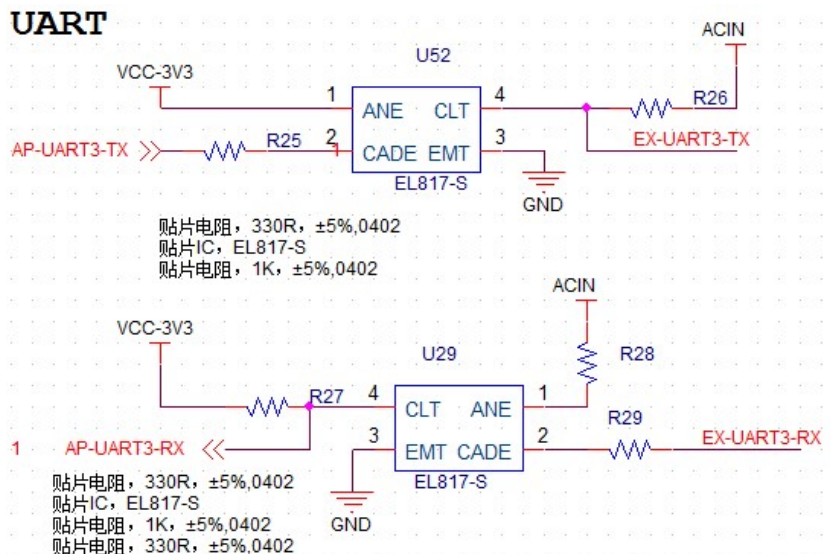 UART
ACIN
U52
VCC-3V3
1
ANE
CLT
4
R26
AP-UART3-TX
R25
2
1
CADE
EMT
3
EX-UART3-TX
EL817-S
GND
贴片电阻，330R，±5%,0402
贴片IC，EL817-S
贴片电阻，1K，±5%,0402
ACIN
VCC-3V3
U29
R28
R27
4
CLT
ANE
1
R29
1
AP-UART3-RX
3
EMT
CADE
2
EX-UART3-RX
EL817-S
贴片电阻，330R，±5%,0402
贴片IC，EL817-S
贴片电阻，1K，±5%,0402
GND
贴片电阻，330R，±5%,0402